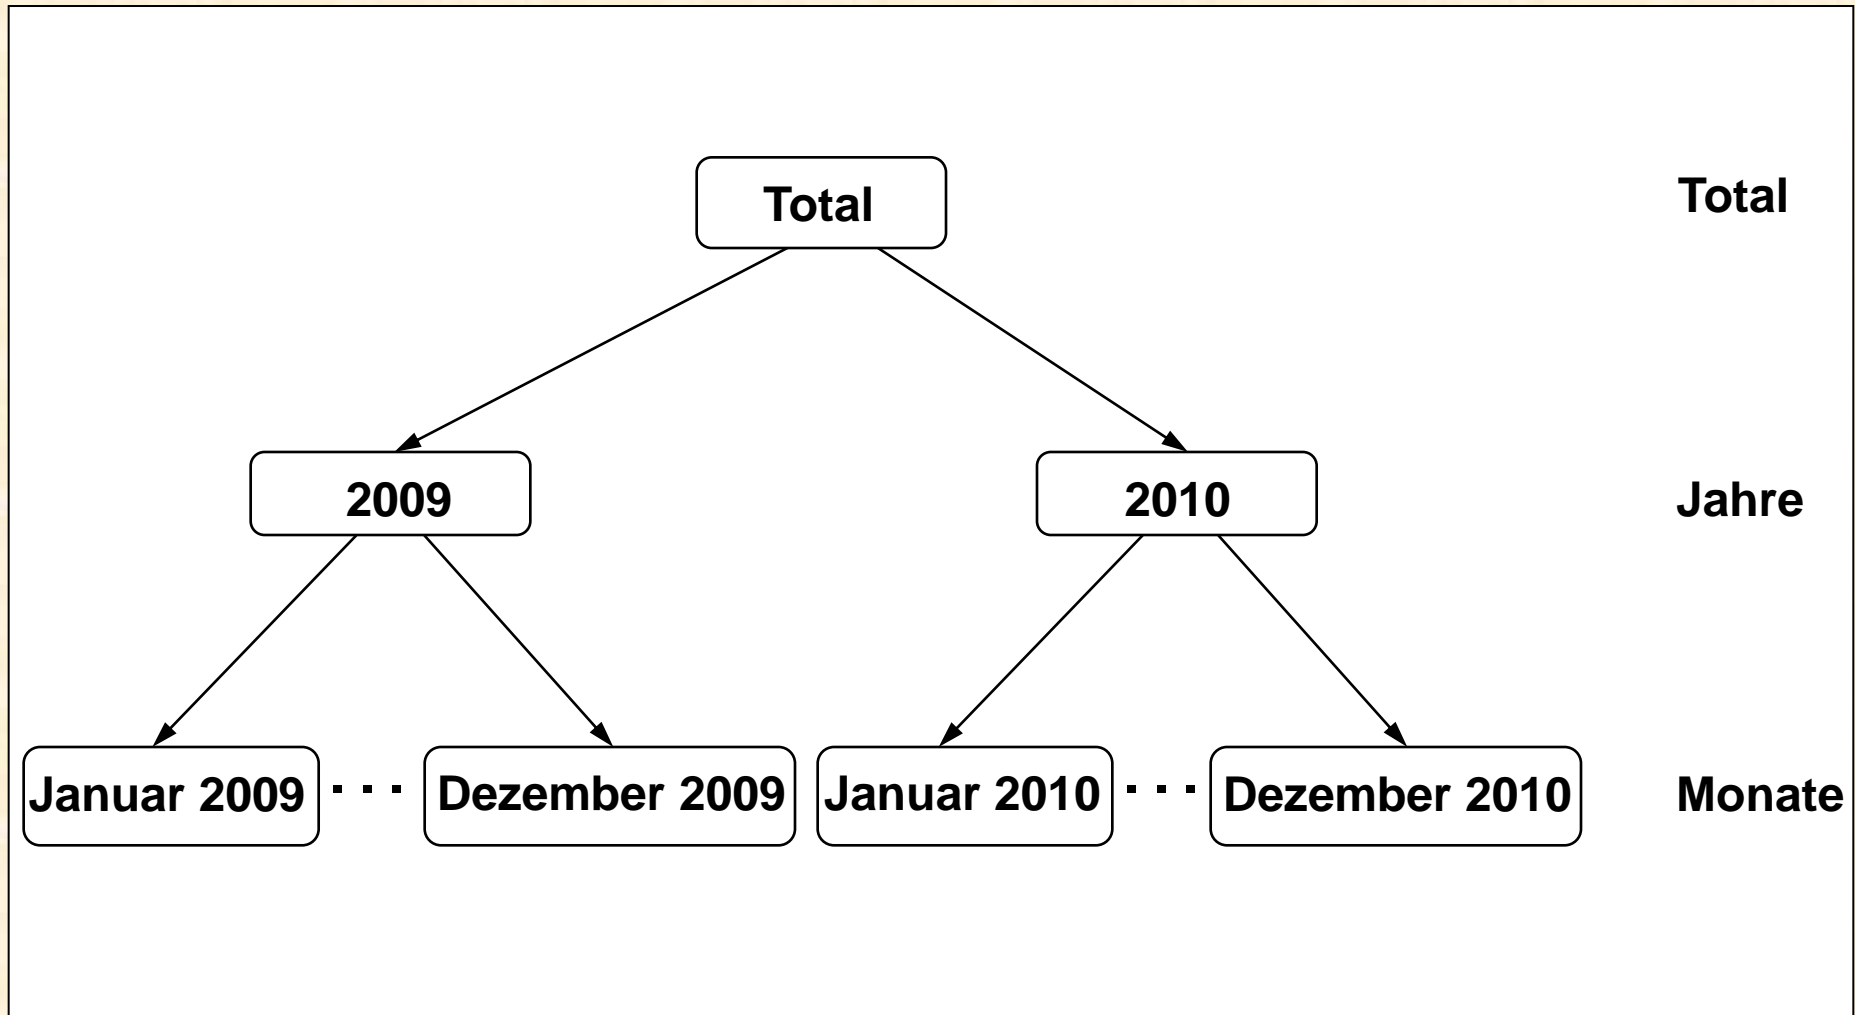 Total
Total
2009
2010
Jahre
Januar 2009 . . . Dezember 2009
Januar 2010 . . . Dezember 2010
Monate